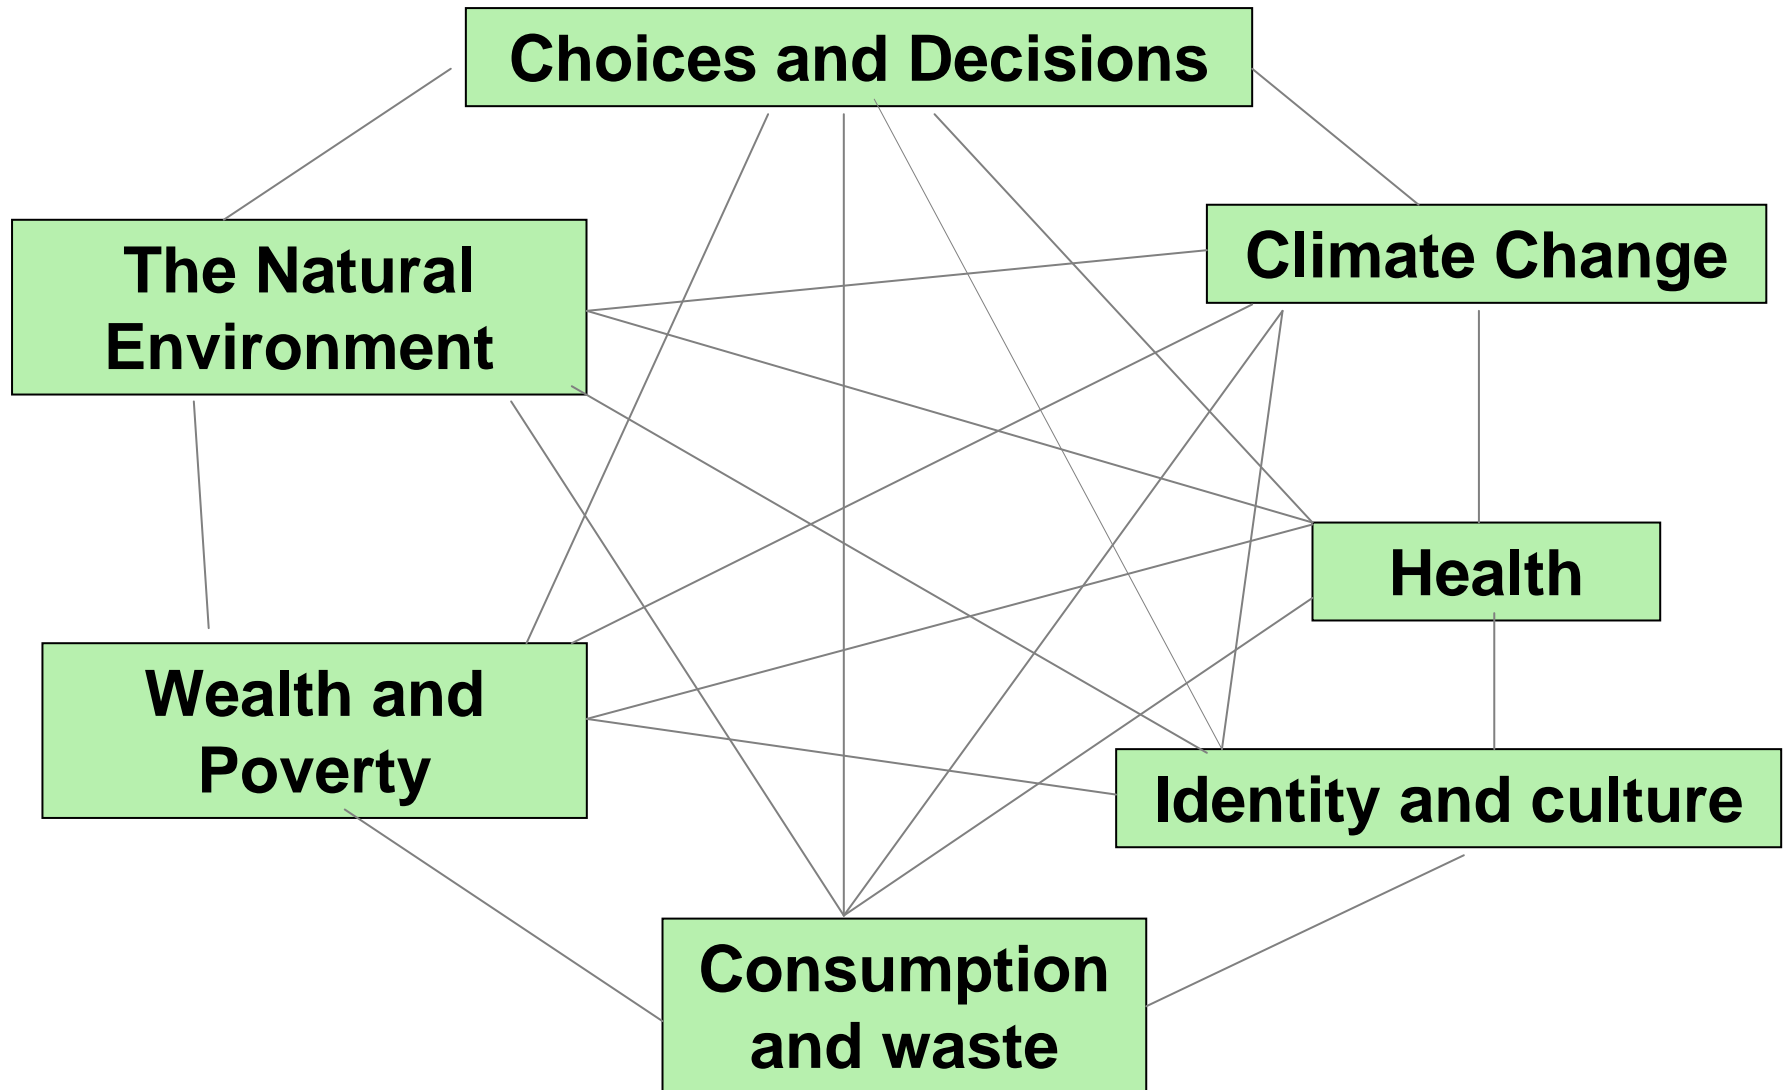 Choices and Decisions
The Natural
Environment
Climate Change
Health
Wealth and
Poverty
Identity and culture
Consumption
and waste